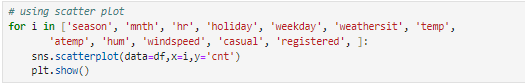 # using scatter plot
for i in ['season', 'mnth', 'hr', 'holiday', 'weekday', 'weathersit', 'temp',
'atemp', 'hum', 'windspeed', 'casual', 'registered', ]:
sns.scatterplot(data=df,x=i,y='cnt')
plt.show()